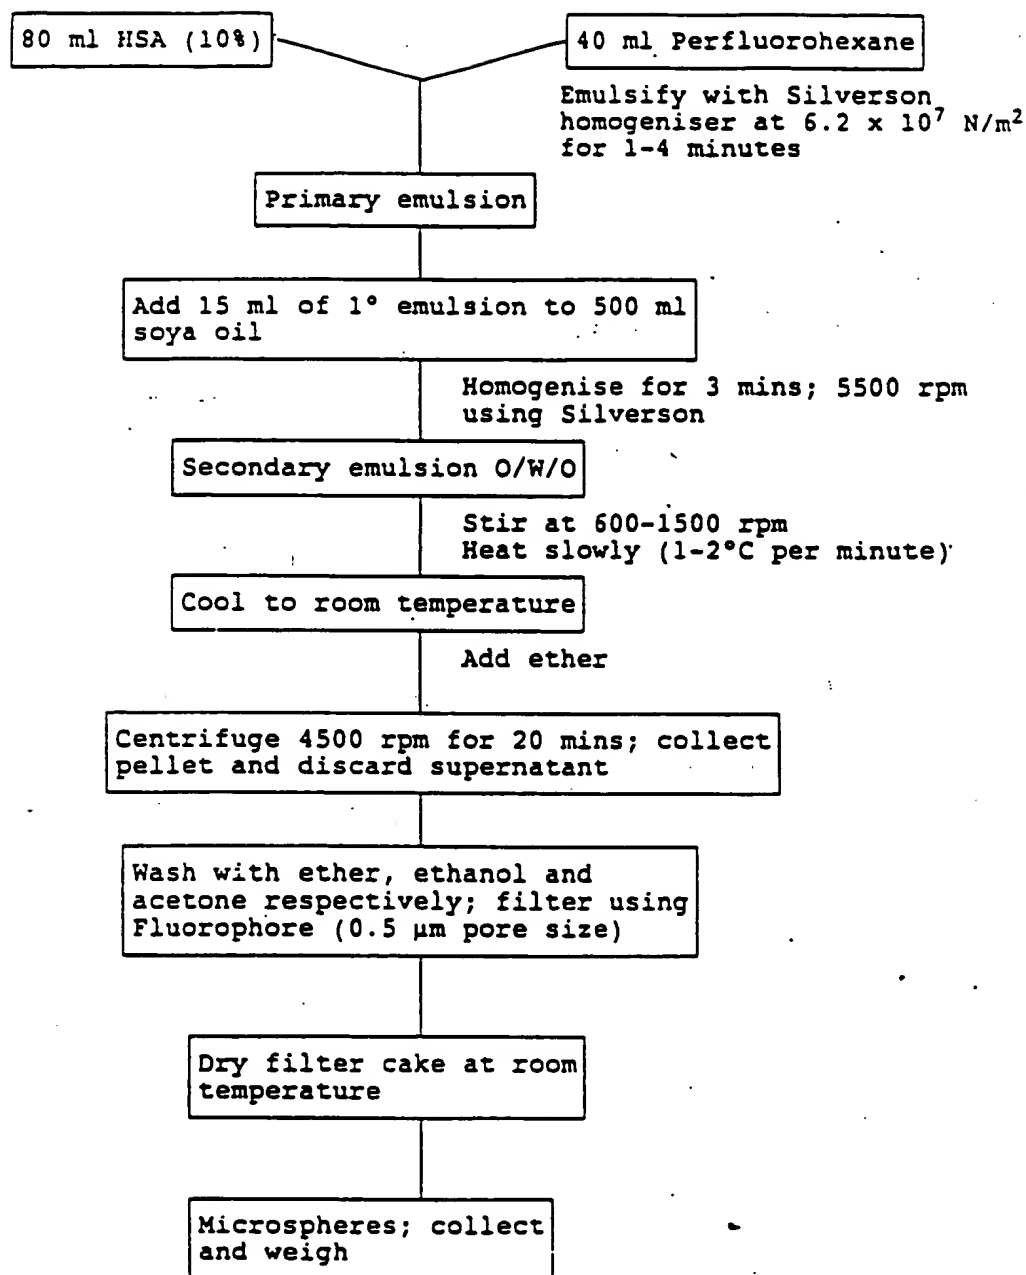 80 ml HSA (10%)
40 ml Perfluorohexane
Emulsify with Silverson
homogeniser at 6.2 x 10⁷ N/m²
for 1-4 minutes
Primary emulsion
Add 15 ml of 1° emulsion to 500 ml
soya oil
Homogenise for 3 mins; 5500 rpm
using Silverson
Secondary emulsion O/W/O
Stir at 600-1500 rpm
Heat slowly (1-2°C per minute)
Cool to room temperature
Add ether
Centrifuge 4500 rpm for 20 mins; collect
pellet and discard supernatant
Wash with ether, ethanol and
acetone respectively; filter using
Fluorophore (0.5 µm pore size)
Dry filter cake at room
temperature
Microspheres; collect
and weigh